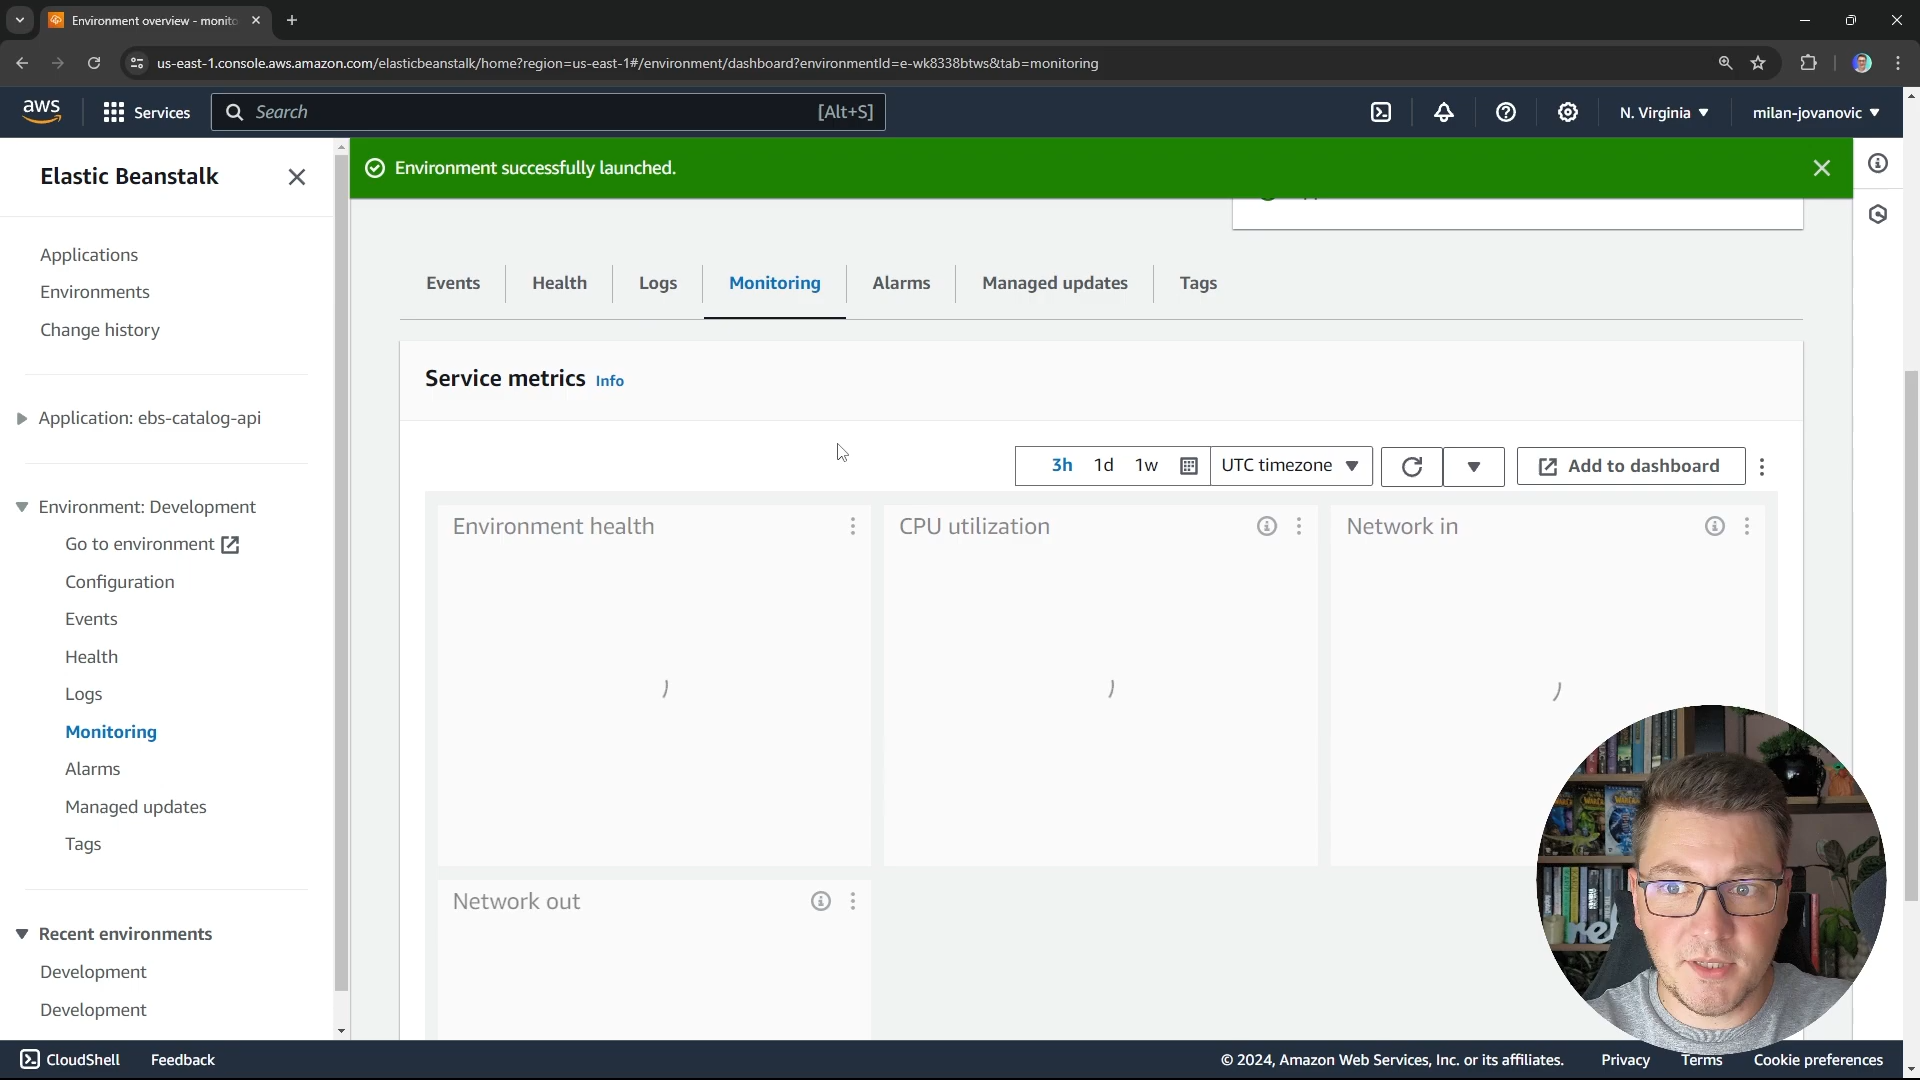 Environment overview - monito
us-east-1.console.aws.amazon.com/elasticbeanstalk/home?region=us-east-1#/environment/dashboard?environmentId=e-wk8338btws&tab=monitoring
aws
Services
Search
[Alt+S]
N. Virginia
milan-jovanovic
Elastic Beanstalk
Applications
Environments
Change history
Application: ebs-catalog-api
Environment: Development
Go to environment
Configuration
Events
Health
Logs
Monitoring
Alarms
Managed updates
Tags
Recent environments
Development
Development
Environment successfully launched.
Events
Health
Logs
Monitoring
Alarms
Managed updates
Tags
Service metrics Info
3h 1d 1w
UTC timezone
Add to dashboard
Environment health
CPU utilization
Network in
Network out
CloudShell
Feedback
© 2024, Amazon Web Services, Inc. or its affiliates.
Privacy
Terms
Cookie preferences